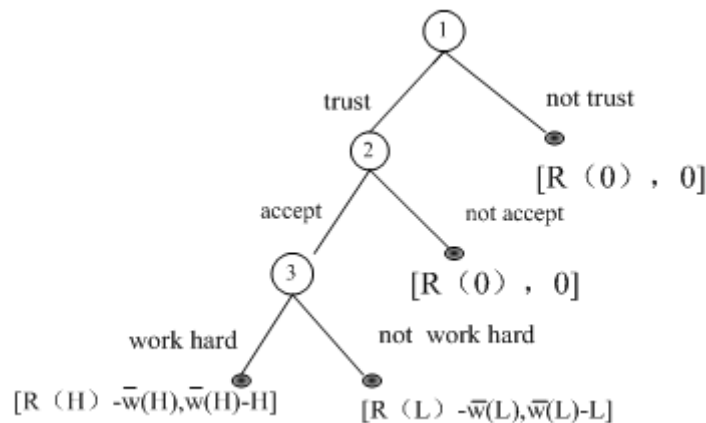 1
trust
not trust
2
[R（0），0]
accept
not accept
3
[R（0），0]
work hard
not work hard
[R（H）-w̅(H),w̅(H)-H]
[R（L）-w̅(L),w̅(L)-L]